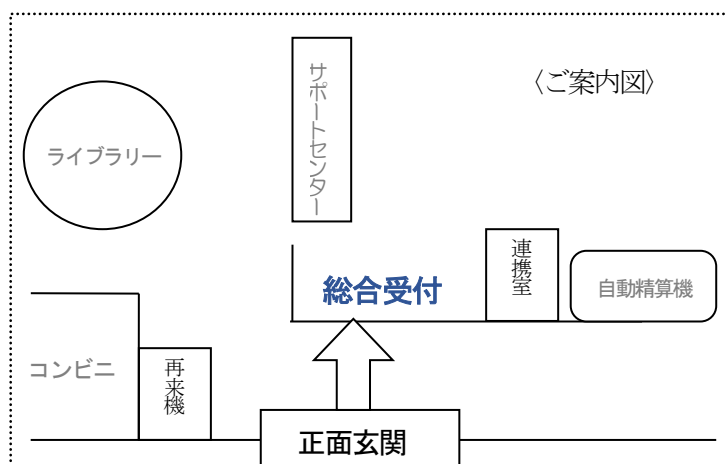 〈ご案内図〉
サポートセンター
ライブラリー
連携室
総合受付
自動精算機
コンビニ
再来機
正面玄関